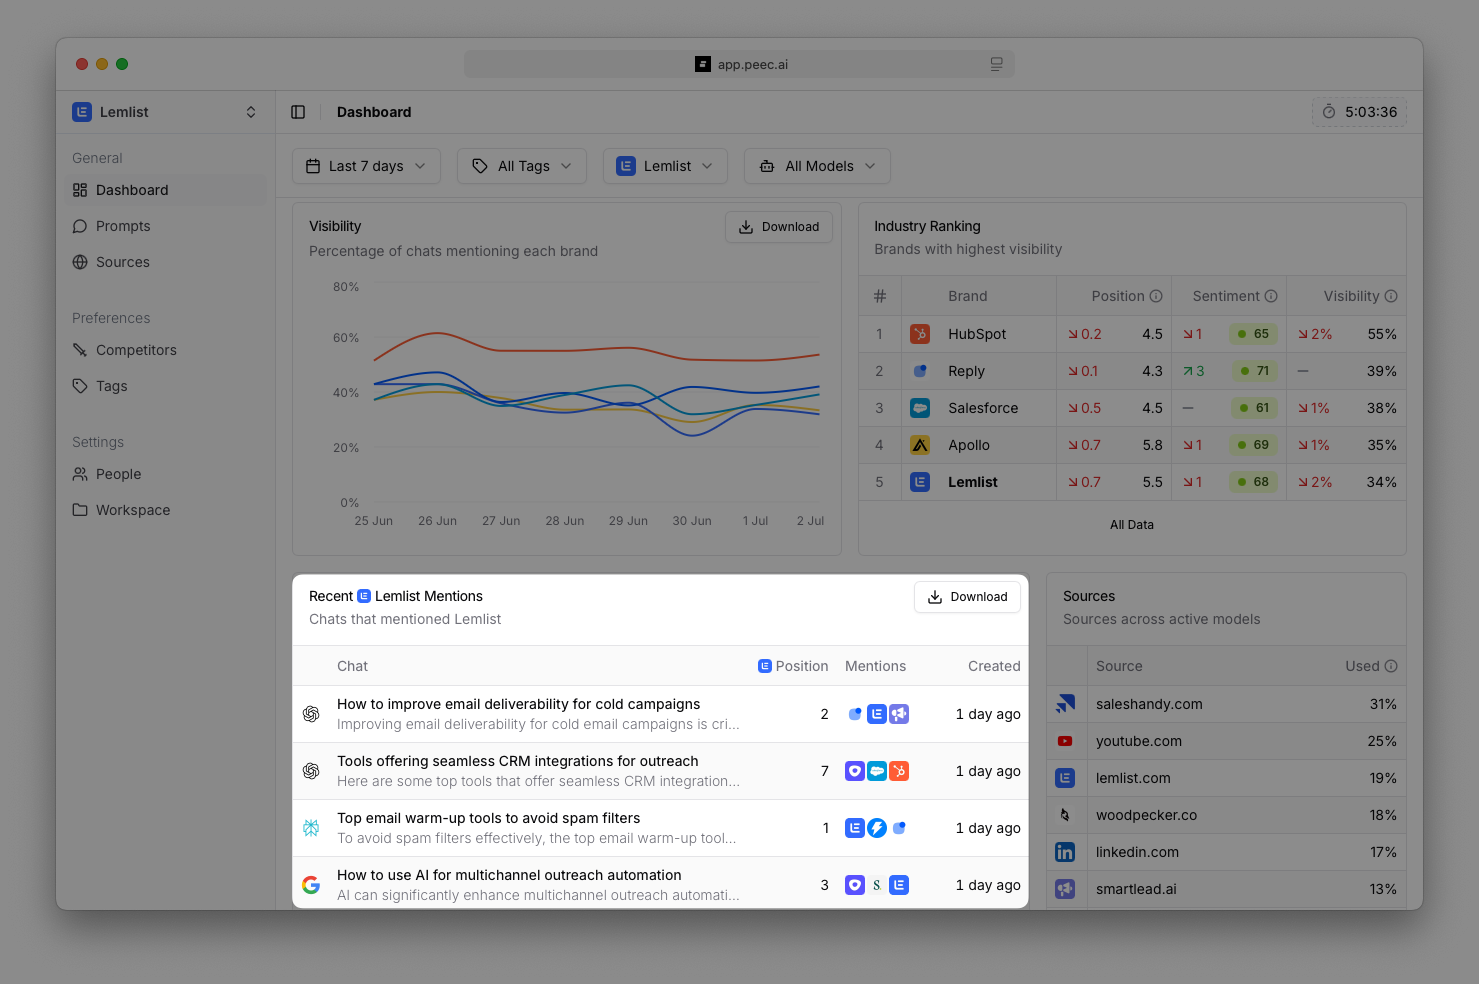 app.peec.ai
Lemlist
Dashboard
5:03:36
General
Dashboard
Prompts
Sources
Preferences
Competitors
Tags
Settings
People
Workspace
Last 7 days
All Tags
Lemlist
All Models
Visibility
Download
Percentage of chats mentioning each brand
80%
60%
40%
20%
0%
25 Jun 26 Jun 27 Jun 28 Jun 29 Jun 30 Jun 1 Jul 2 Jul
Industry Ranking
Brands with highest visibility
# Brand Position Sentiment Visibility
1 HubSpot 0.2 4.5 1 65 2% 55%
2 Reply 0.1 4.3 3 71 — 39%
3 Salesforce 0.5 4.5 — 61 1% 38%
4 Apollo 0.7 5.8 1 69 1% 35%
5 Lemlist 0.7 5.5 1 68 2% 34%
All Data
Recent Lemlist Mentions
Download
Chats that mentioned Lemlist
Chat Position Mentions Created
How to improve email deliverability for cold campaigns
Improving email deliverability for cold email campaigns is cri...
2 1 day ago
Tools offering seamless CRM integrations for outreach
Here are some top tools that offer seamless CRM integration...
7 1 day ago
Top email warm-up tools to avoid spam filters
To avoid spam filters effectively, the top email warm-up tool...
1 1 day ago
How to use AI for multichannel outreach automation
AI can significantly enhance multichannel outreach automati...
3 1 day ago
Sources
Sources across active models
Source Used
saleshandy.com 31%
youtube.com 25%
lemlist.com 19%
woodpecker.co 18%
linkedin.com 17%
smartlead.ai 13%